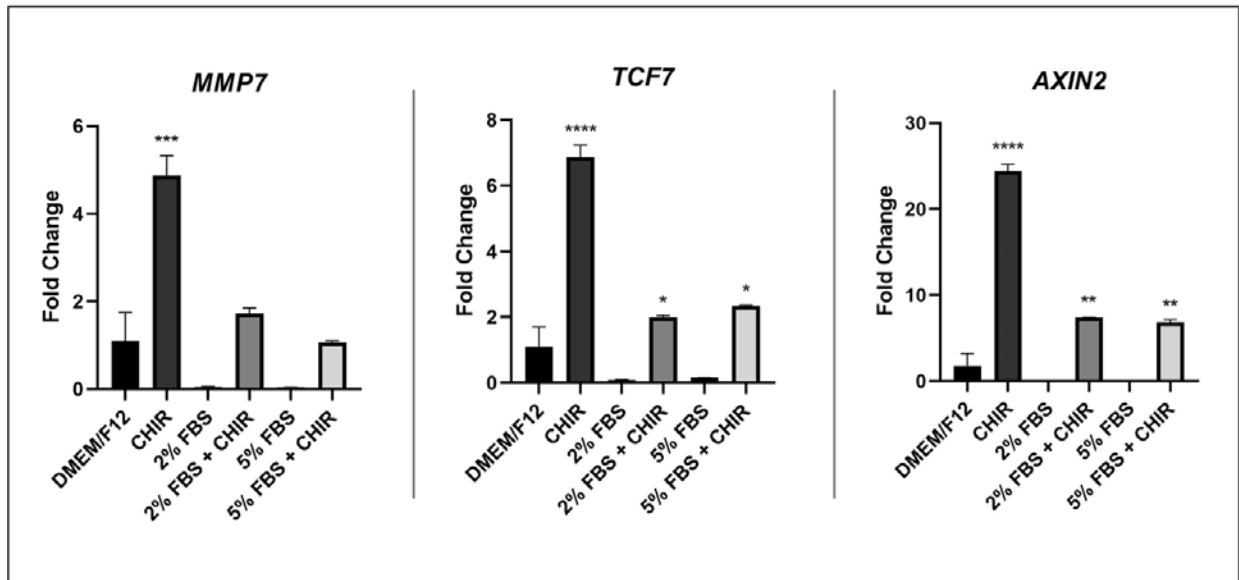 MMP7
Fold Change
6
4
2
0
***
DMEM/F12
CHIR
2% FBS
2% FBS + CHIR
5% FBS
5% FBS + CHIR
TCF7
Fold Change
8
6
4
2
0
****
*
*
DMEM/F12
CHIR
2% FBS
2% FBS + CHIR
5% FBS
5% FBS + CHIR
AXIN2
Fold Change
30
20
10
0
****
**
**
DMEM/F12
CHIR
2% FBS
2% FBS + CHIR
5% FBS
5% FBS + CHIR